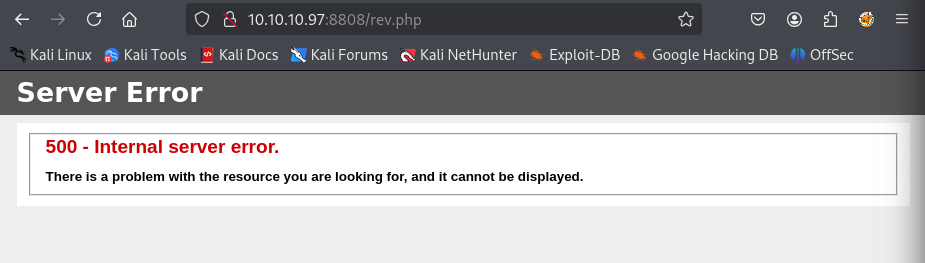 10.10.10.97:8808/rev.php
Kali Linux Kali Tools Kali Docs Kali Forums Kali NetHunter Exploit-DB Google Hacking DB OffSec
Server Error
500 - Internal server error.
There is a problem with the resource you are looking for, and it cannot be displayed.